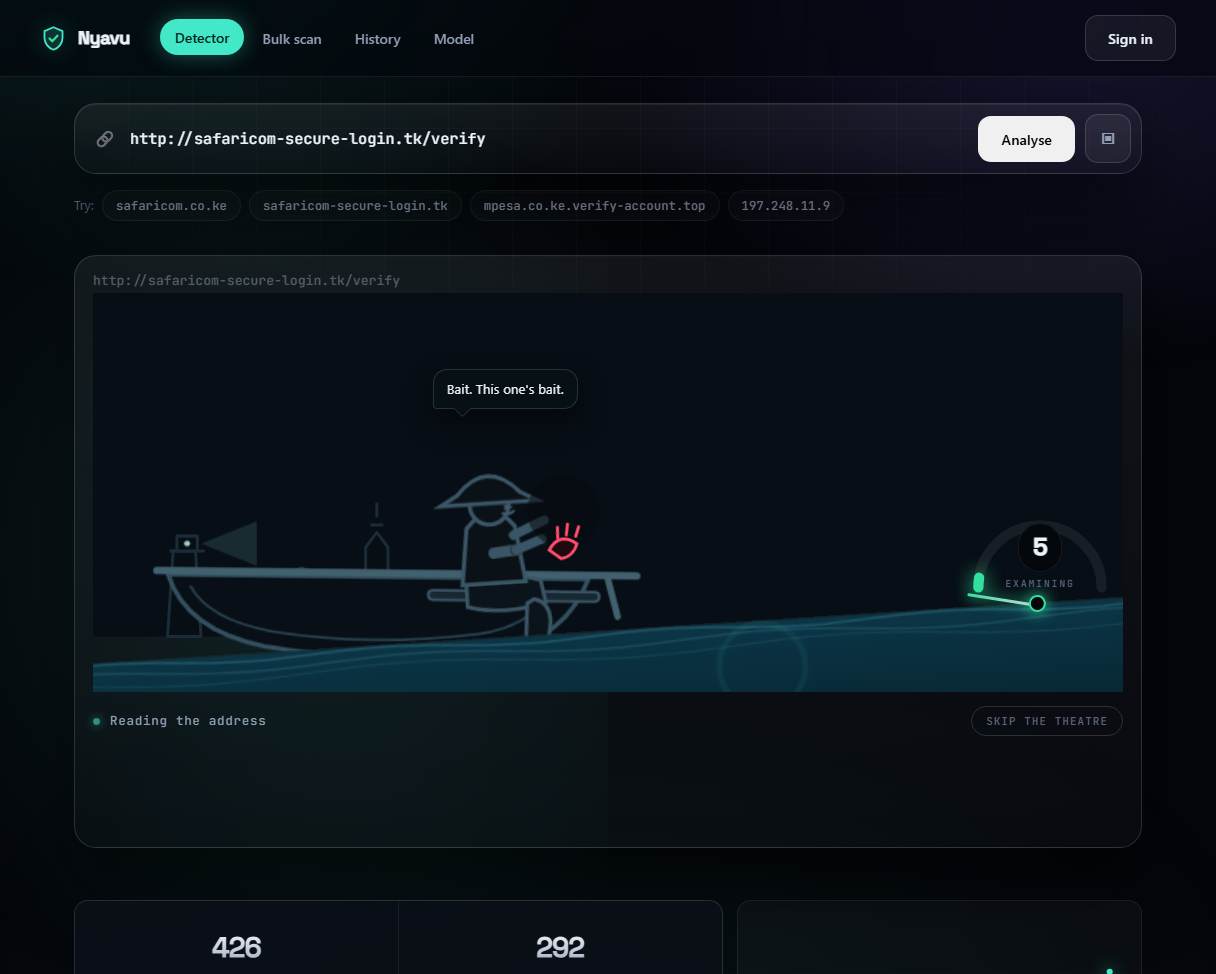 Nyavu
Detector
Bulk scan
History
Model
Sign in
http://safaricom-secure-login.tk/verify
Analyse
Try:
safaricom.co.ke
safaricom-secure-login.tk
mpesa.co.ke.verify-account.top
197.248.11.9
http://safaricom-secure-login.tk/verify
Bait. This one's bait.
5
EXAMINING
Reading the address
SKIP THE THEATRE
426
292